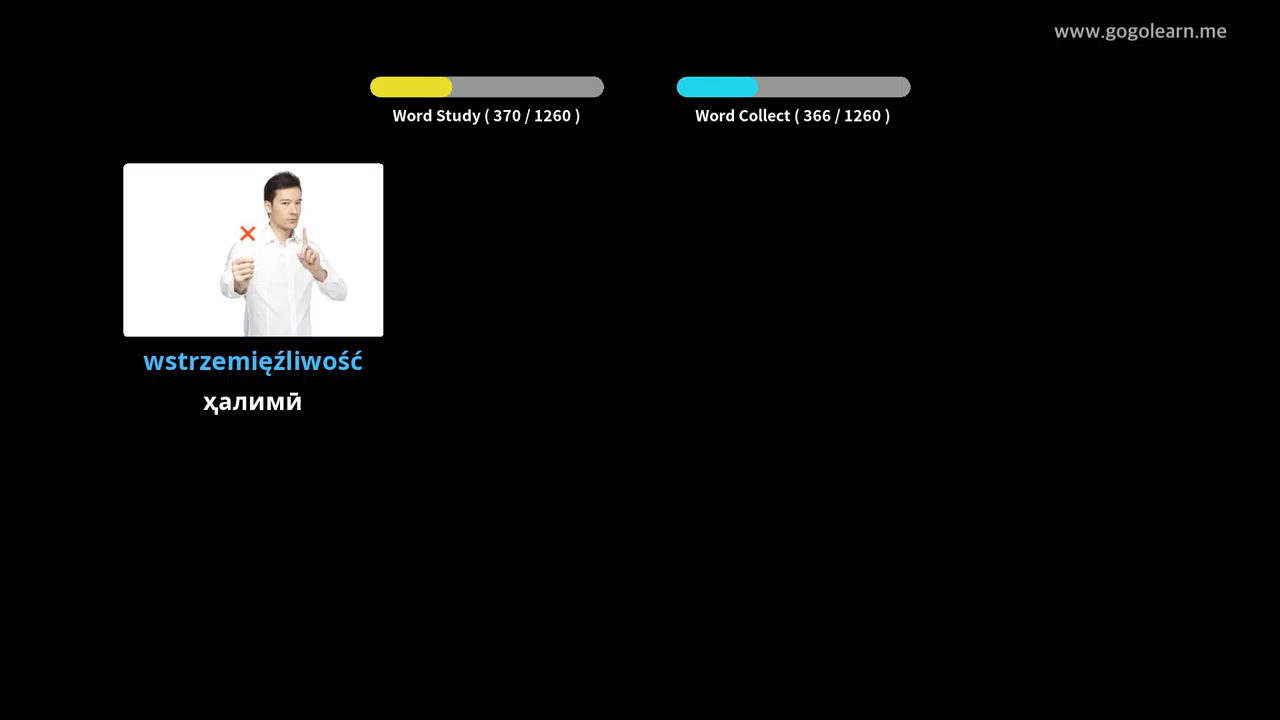 www.gogolearn.me
Word Study ( 370 / 1260 )
Word Collect ( 366 / 1260 )
wstrzemięźliwość
ҳалимӣ